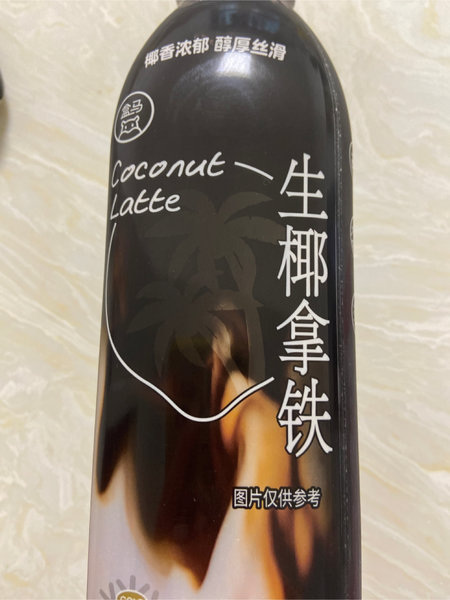 椰香浓郁 醇厚丝滑
盒马
Coconut
Latte
生椰拿铁
图片仅供参考